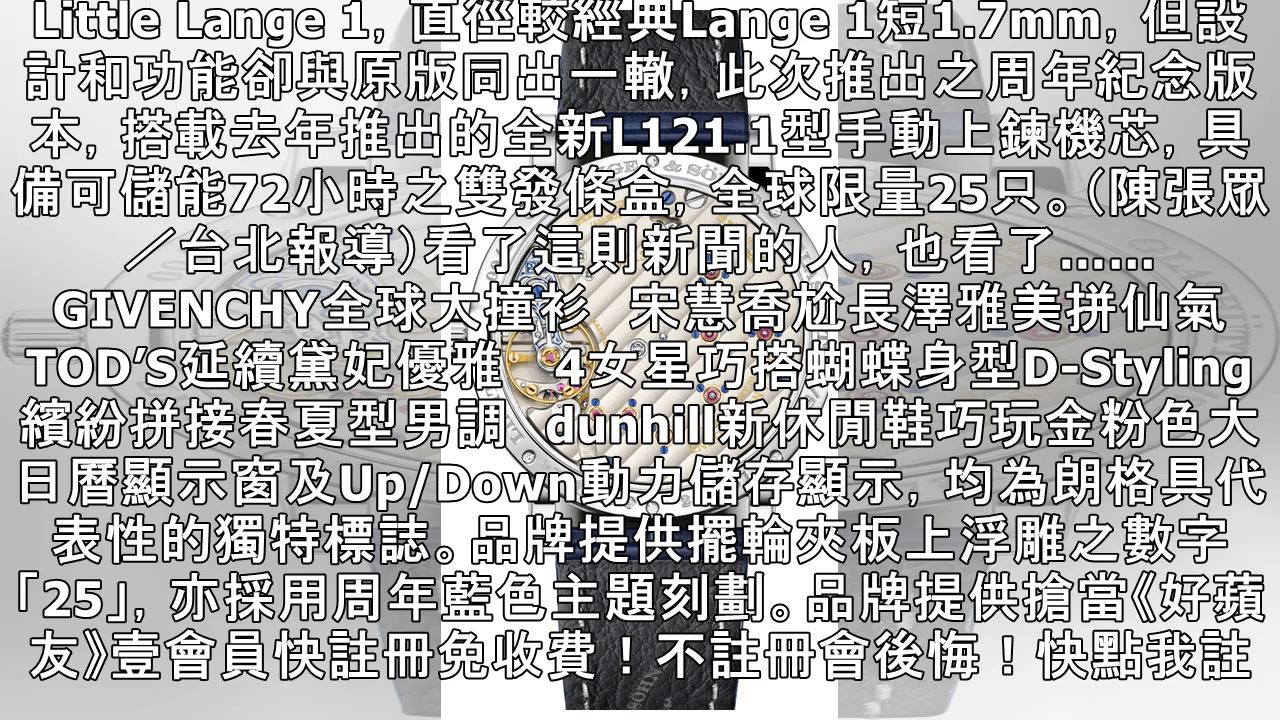 Little Lange 1，直徑較經典Lange 1短1.7mm，但設
計和功能卻與原版同出一轍，此次推出之周年紀念版
本，搭載去年推出的全新L121.1型手動上鍊機芯，具
備可儲能72小時之雙發條盒，全球限量25只。（陳張眾
／台北報導）看了這則新聞的人，也看了……
GIVENCHY全球大撞衫　宋慧喬尬長澤雅美拼仙氣
TOD’S延續黛妃優雅　4女星巧搭蝴蝶身型D-Styling
繽紛拼接春夏型男調　dunhill新休閒鞋巧玩金粉色大
日曆顯示窗及Up/Down動力儲存顯示，均為朗格具代
表性的獨特標誌。品牌提供擺輪夾板上浮雕之數字
「25」，亦採用周年藍色主題刻劃。品牌提供搶當《好蘋
友》壹會員快註冊免收費！不註冊會後悔！快點我註